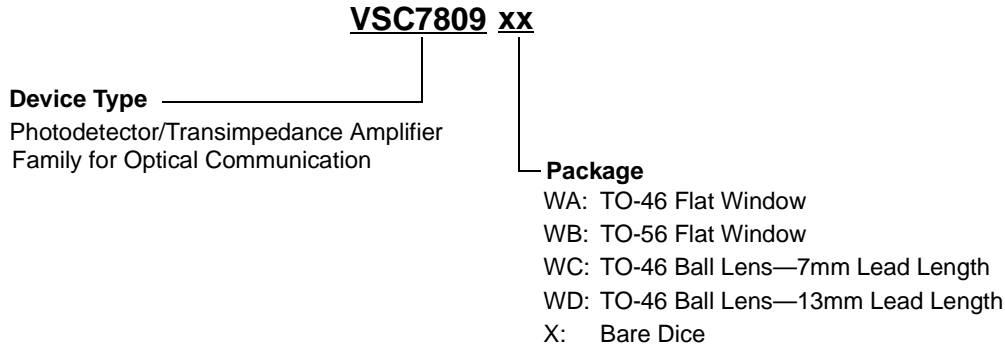 VSC7809 xx
Device Type
Photodetector/Transimpedance Amplifier
Family for Optical Communication
Package
WA: TO-46 Flat Window
WB: TO-56 Flat Window
WC: TO-46 Ball Lens—7mm Lead Length
WD: TO-46 Ball Lens—13mm Lead Length
X: Bare Dice